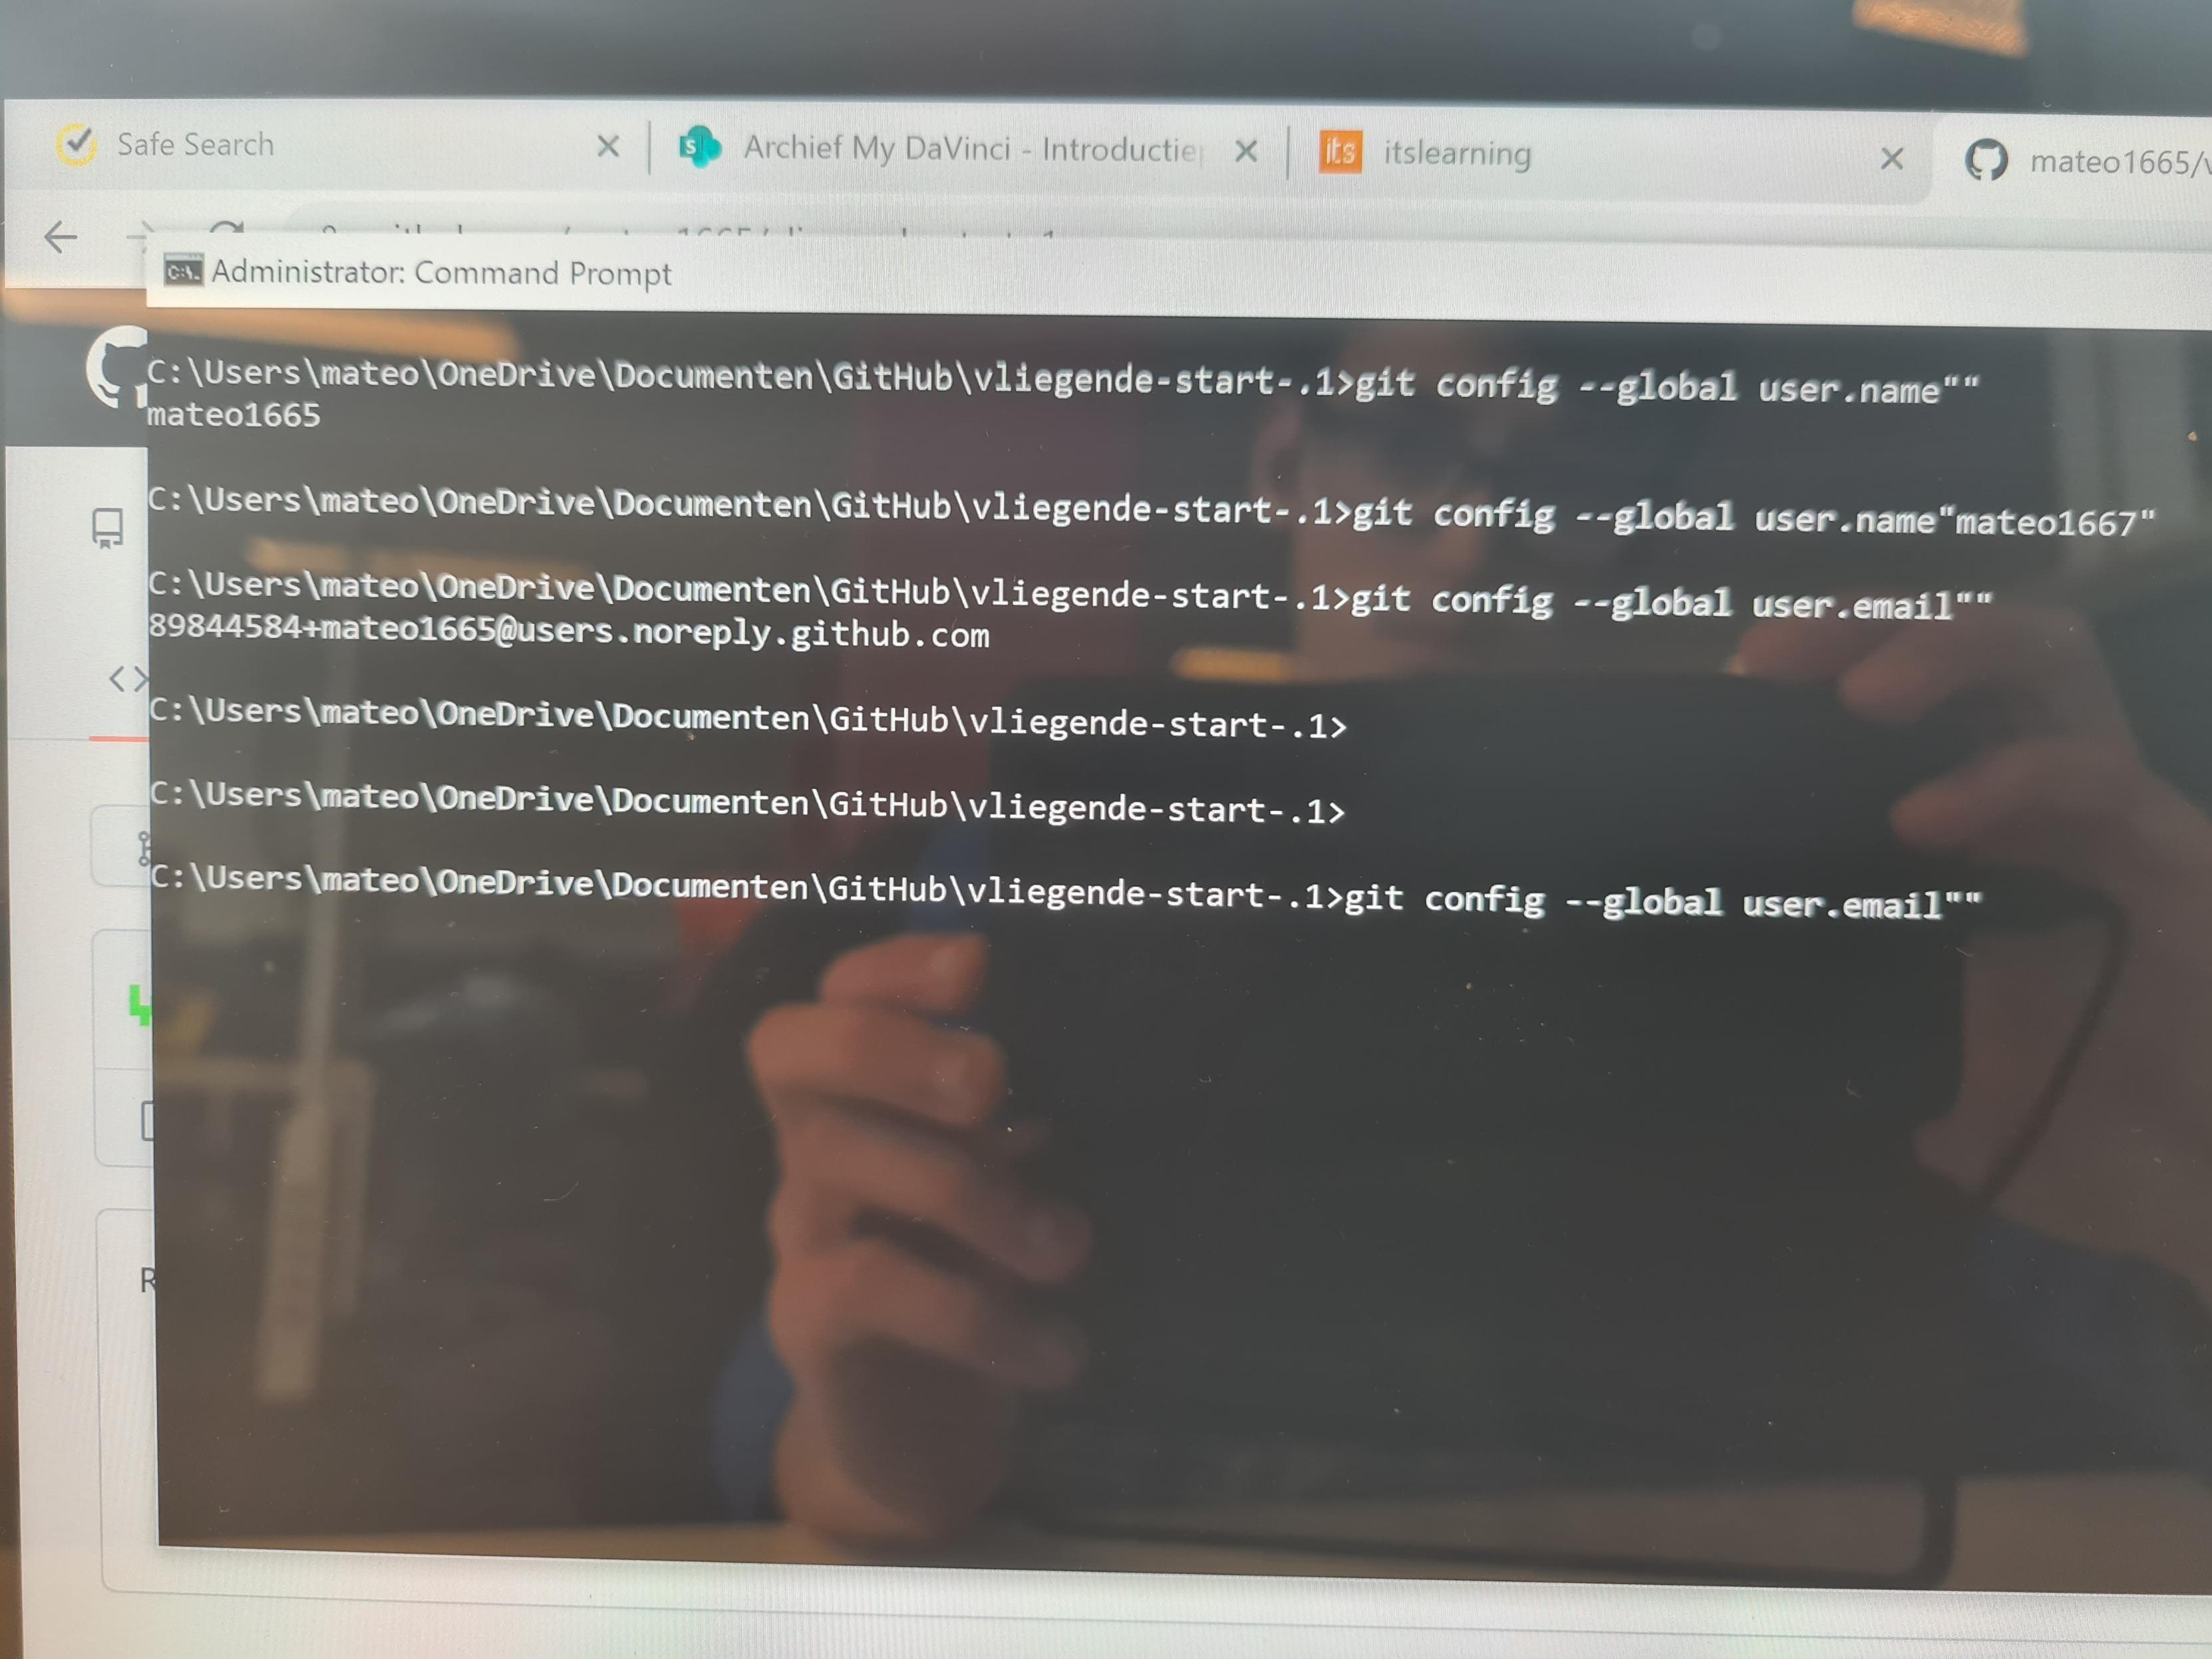 Safe Search
Archief My DaVinci - Introductie
itslearning
mateo1665/
Administrator: Command Prompt
C:\Users\mateo\OneDrive\Documenten\GitHub\vliegende-start-.1>git config --global user.name""
mateo1665
C:\Users\mateo\OneDrive\Documenten\GitHub\vliegende-start-.1>git config --global user.name"mateo1667"
C:\Users\mateo\OneDrive\Documenten\GitHub\vliegende-start-.1>git config --global user.email""
89844584+mateo1665@users.noreply.github.com
C:\Users\mateo\OneDrive\Documenten\GitHub\vliegende-start-.1>
C:\Users\mateo\OneDrive\Documenten\GitHub\vliegende-start-.1>
C:\Users\mateo\OneDrive\Documenten\GitHub\vliegende-start-.1>git config --global user.email""